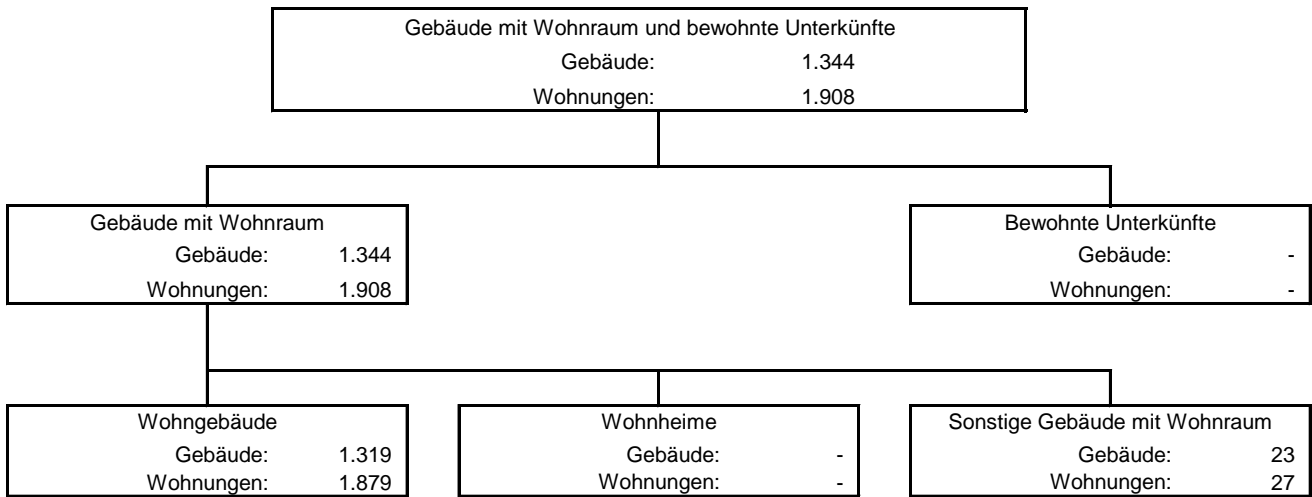 Gebäude mit Wohnraum und bewohnte Unterkünfte
Gebäude: 1.344
Wohnungen: 1.908
Gebäude mit Wohnraum
Gebäude: 1.344
Wohnungen: 1.908
Bewohnte Unterkünfte
Gebäude: -
Wohnungen: -
Wohngebäude
Gebäude: 1.319
Wohnungen: 1.879
Wohnheime
Gebäude: -
Wohnungen: -
Sonstige Gebäude mit Wohnraum
Gebäude: 23
Wohnungen: 27